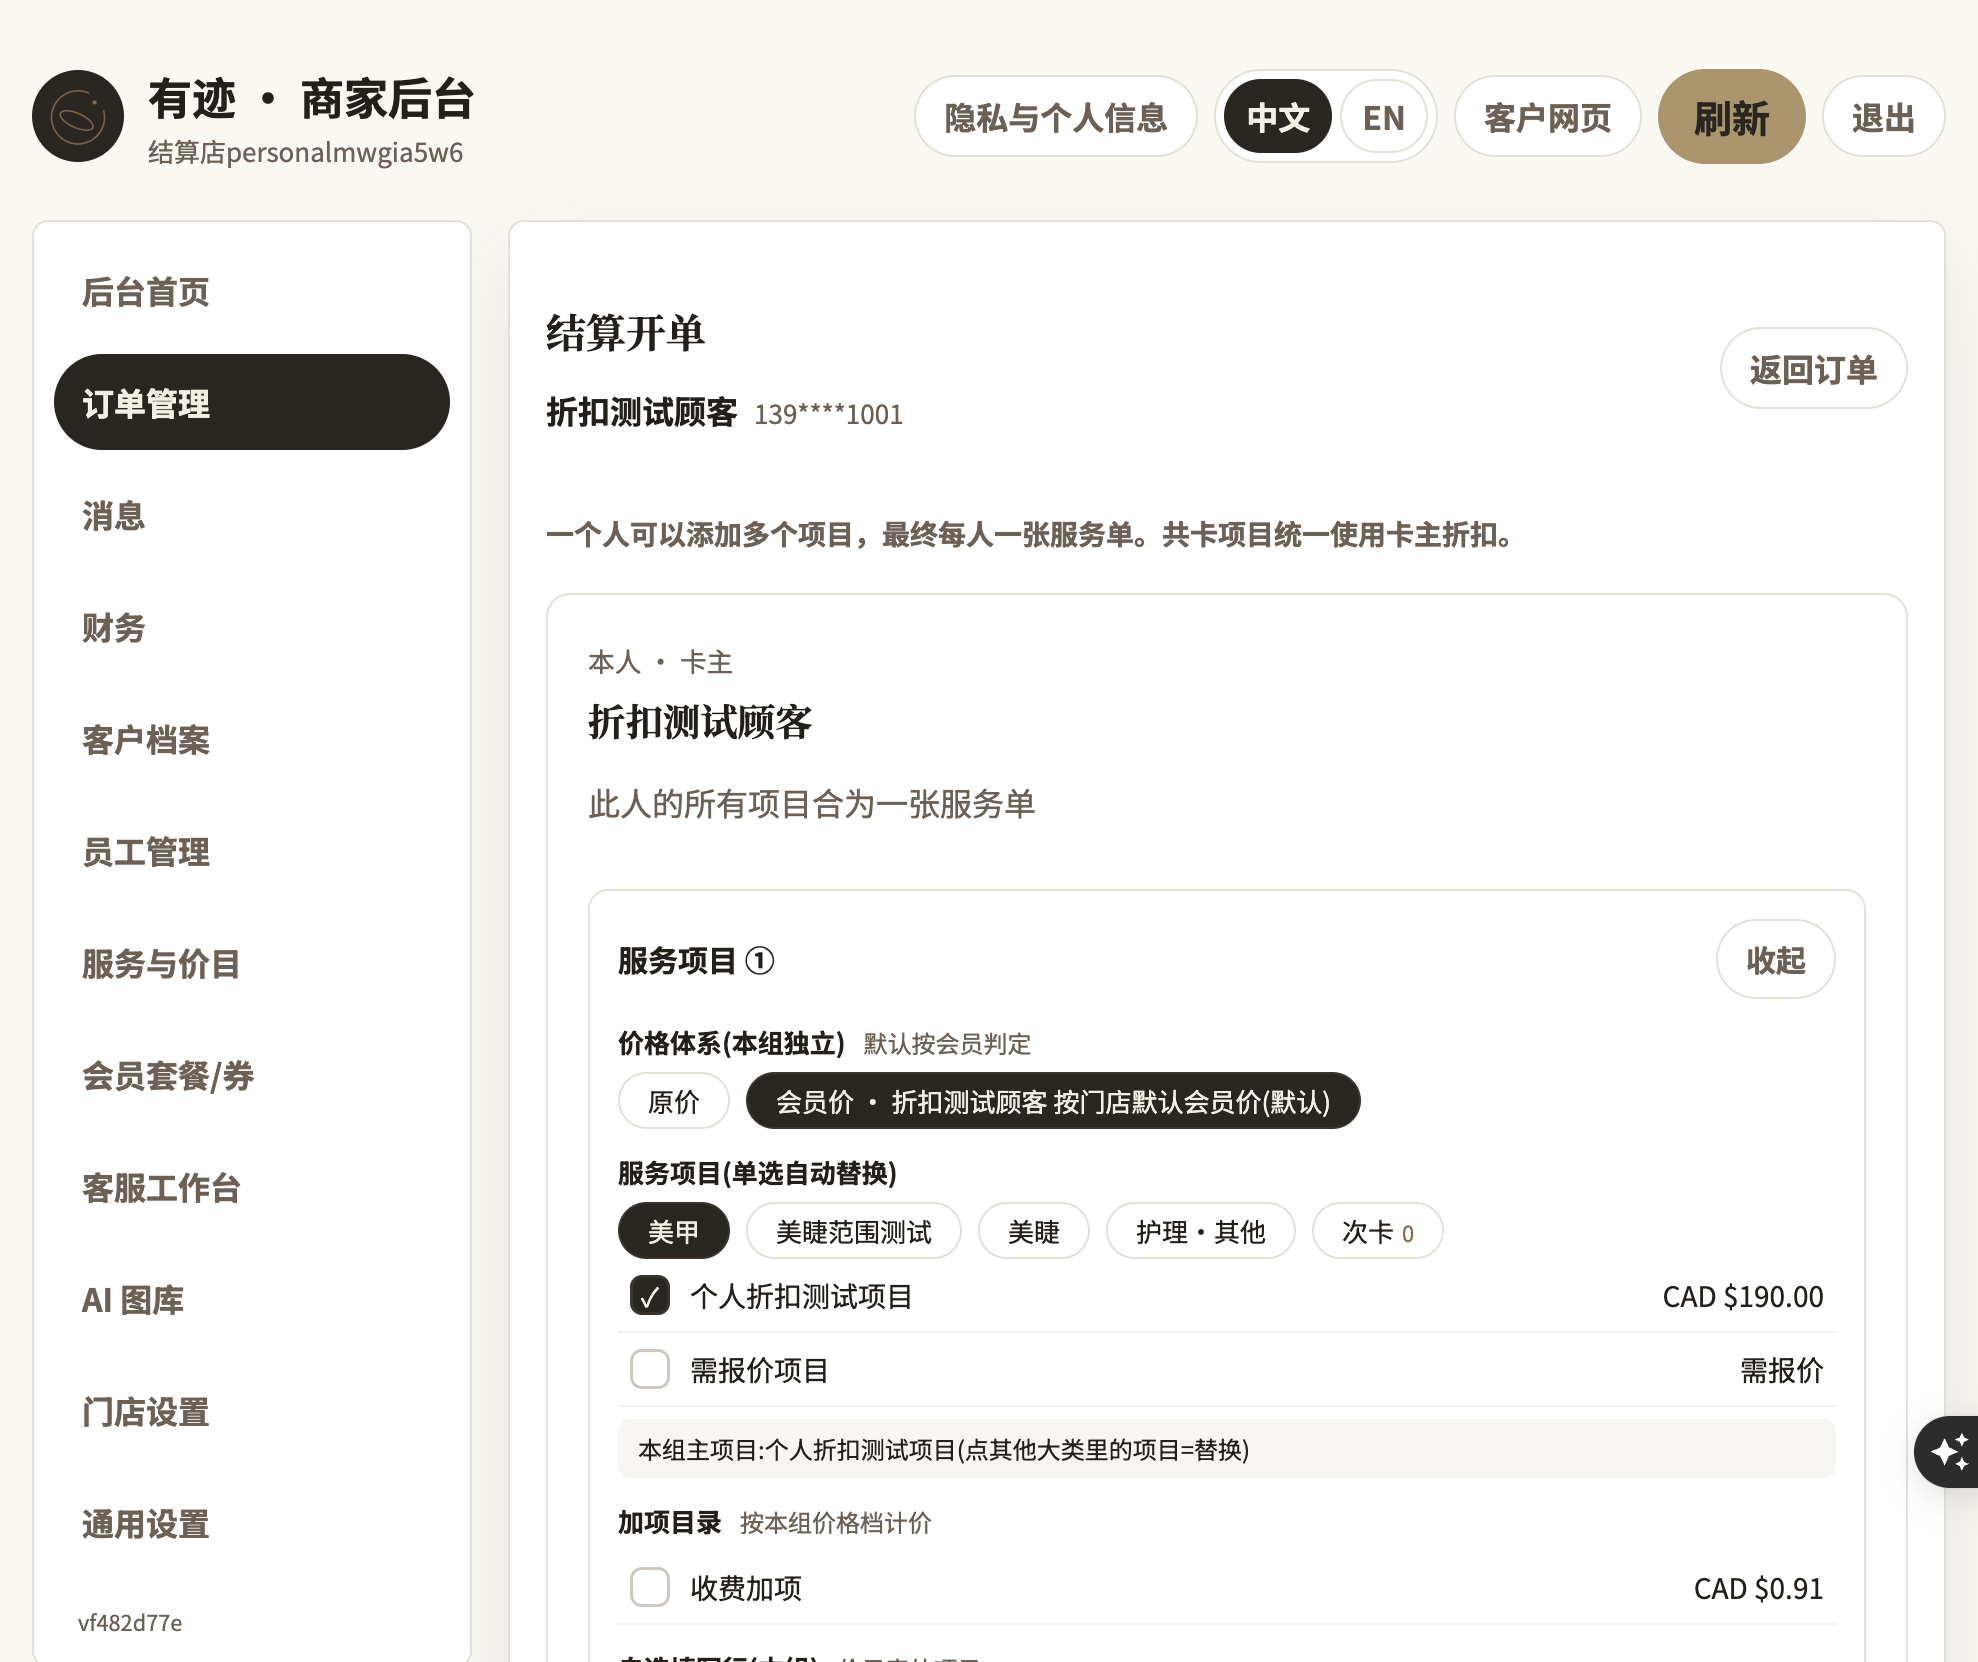 有迹 · 商家后台
结算店personalmwgia5w6
隐私与个人信息
中文
EN
客户网页
刷新
退出
后台首页
订单管理
消息
财务
客户档案
员工管理
服务与价目
会员套餐/券
客服工作台
AI 图库
门店设置
通用设置
vf482d77e
结算开单
返回订单
折扣测试顾客 139****1001
一个人可以添加多个项目，最终每人一张服务单。共卡项目统一使用卡主折扣。
本人 · 卡主
折扣测试顾客
此人的所有项目合为一张服务单
服务项目 ①
收起
价格体系(本组独立) 默认按会员判定
原价
会员价 · 折扣测试顾客 按门店默认会员价(默认)
服务项目(单选自动替换)
美甲
美睫范围测试
美睫
护理·其他
次卡 0
个人折扣测试项目 CAD $190.00
需报价项目 需报价
本组主项目:个人折扣测试项目(点其他大类里的项目=替换)
加项目录 按本组价格档计价
收费加项 CAD $0.91